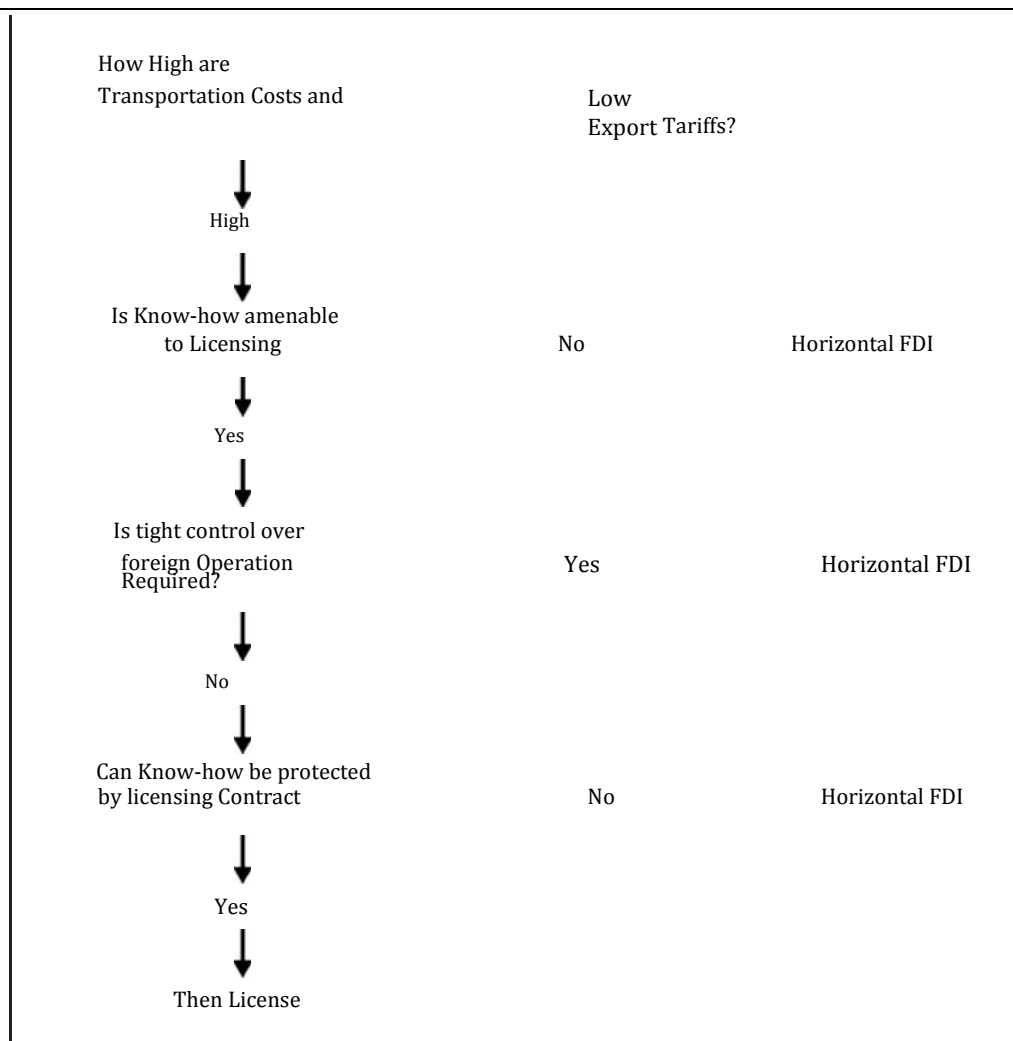 How High are
Transportation Costs and
Low
Export Tariffs?
High
Is Know-how amenable
to Licensing
No
Horizontal FDI
Yes
Is tight control over
foreign Operation
Required?
Yes
Horizontal FDI
No
Can Know-how be protected
by licensing Contract
No
Horizontal FDI
Yes
Then License